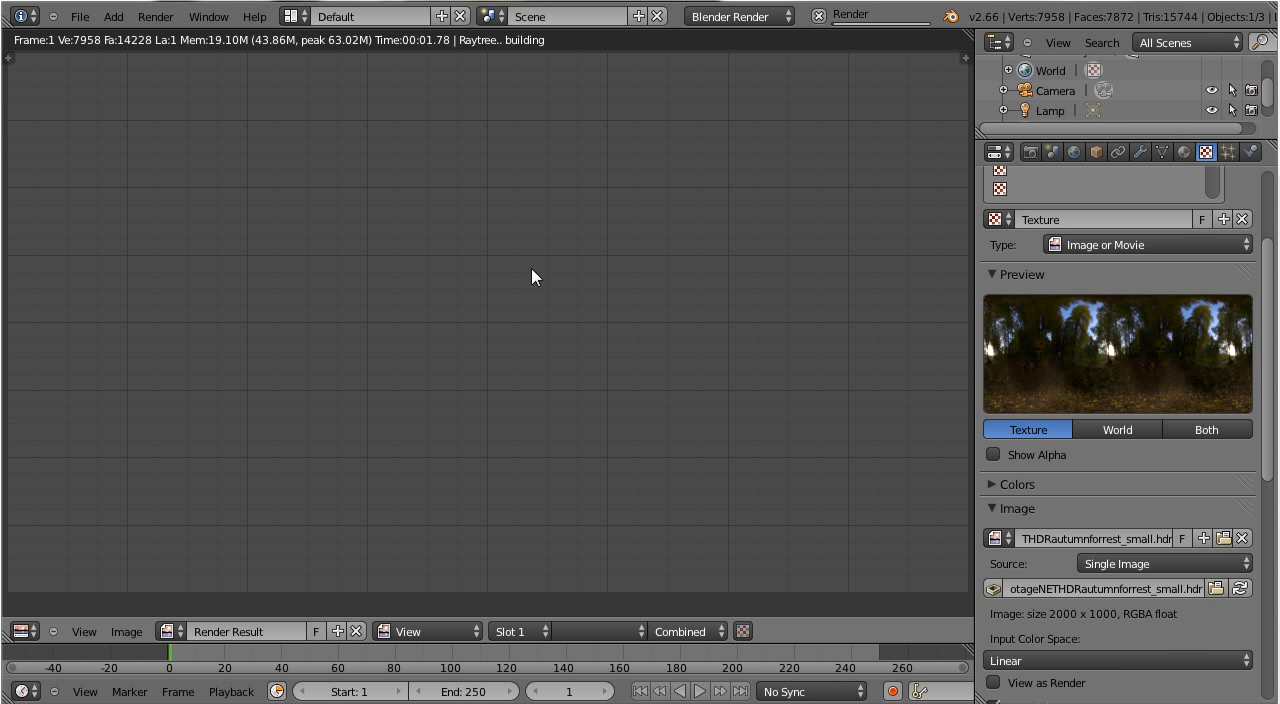 File Add Render Window Help Default Scene Blender Render Render v2.66 | Verts:7958 | Faces:7872 | Tris:15744 | Objects:1/3 |
Frame:1 Ve:7958 Fa:14228 La:1 Mem:19.10M (43.86M, peak 63.02M) Time:00:01.78 | Raytree.. building
View Search All Scenes
World
Camera
Lamp
Texture F
Type: Image or Movie
Preview
Texture World Both
Show Alpha
Colors
Image
THDRautumnforrest_small.hdr F
Source: Single Image
otageNETHDRautumnforrest_small.hdr
Image: size 2000 x 1000, RGBA float
Input Color Space:
Linear
View as Render
View Image Render Result F View Slot 1 Combined
-40 -20 0 20 40 60 80 100 120 140 160 180 200 220 240 260
View Marker Frame Playback Start: 1 End: 250 1 No Sync